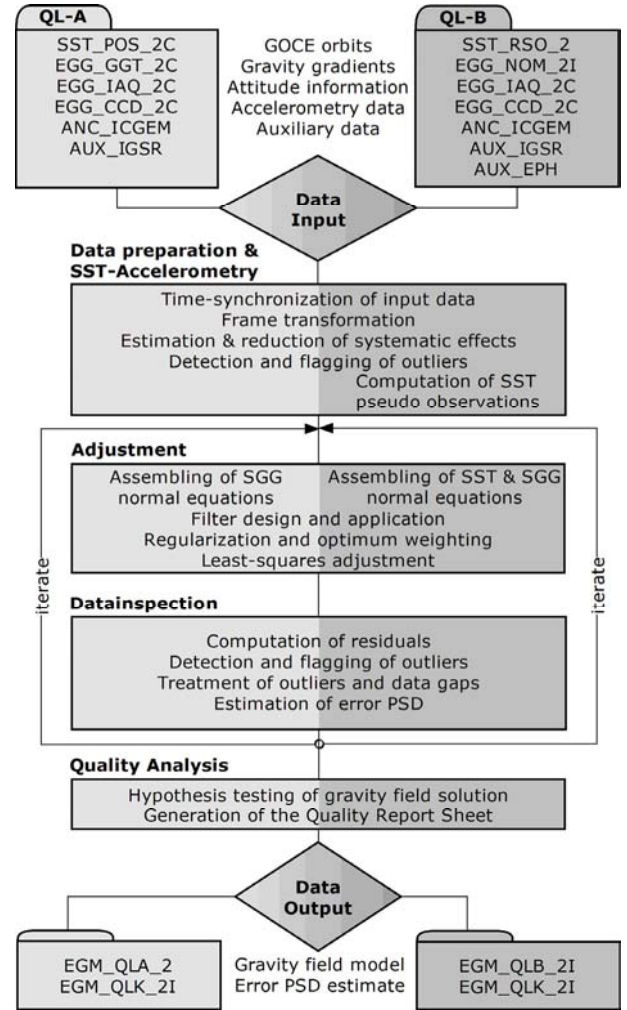 QL-A
SST_POS_2C
EGG_GGT_2C
EGG_IAQ_2C
EGG_CCD_2C
ANC_ICGEM
AUX_IGSR
GOCE orbits
Gravity gradients
Attitude information
Accelerometry data
Auxiliary data
QL-B
SST_RSO_2
EGG_NOM_2I
EGG_IAQ_2C
EGG_CCD_2C
ANC_ICGEM
AUX_IGSR
AUX_EPH
Data
Input
Data preparation &
SST-Accelerometry
Time-synchronization of input data
Frame transformation
Estimation & reduction of systematic effects
Detection and flagging of outliers
Computation of SST
pseudo observations
Adjustment
Assembling of SGG
normal equations
Assembling of SST & SGG
normal equations
Filter design and application
Regularization and optimum weighting
Least-squares adjustment
iterate
iterate
Datainspection
Computation of residuals
Detection and flagging of outliers
Treatment of outliers and data gaps
Estimation of error PSD
Quality Analysis
Hypothesis testing of gravity field solution
Generation of the Quality Report Sheet
Data
Output
EGM_QLA_2
EGM_QLK_2I
Gravity field model
Error PSD estimate
EGM_QLB_2I
EGM_QLK_2I